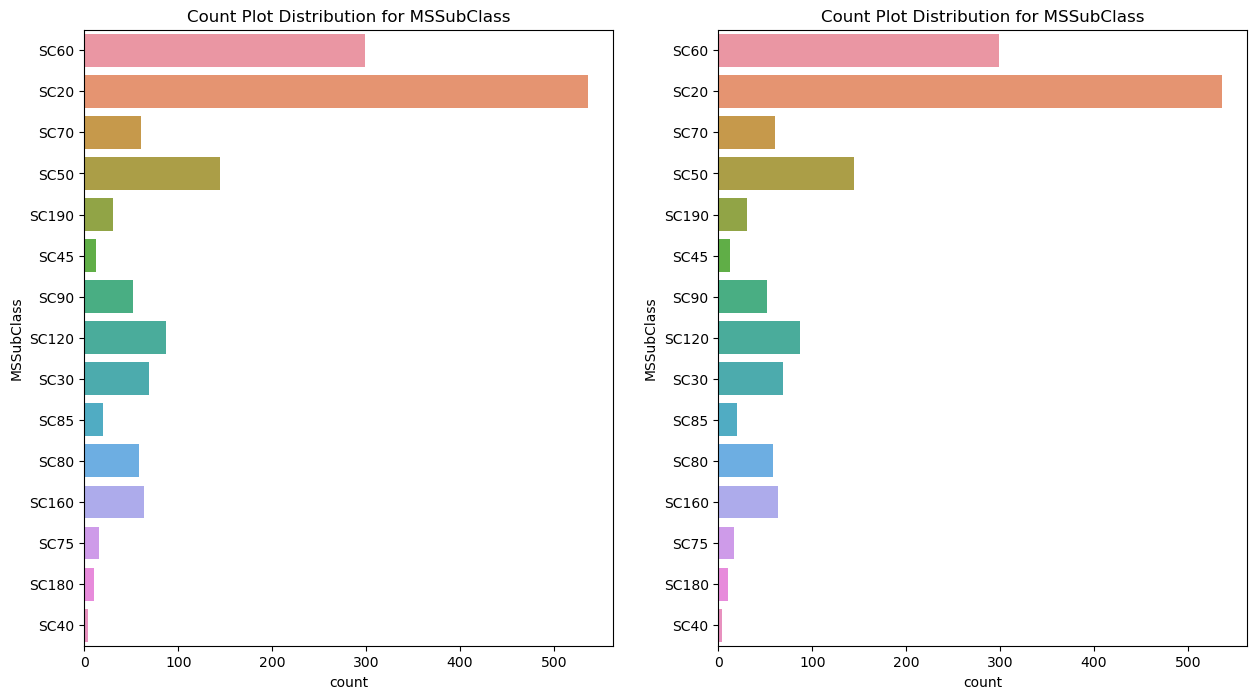 Count Plot Distribution for MSSubClass
MSSubClass
SC60
SC20
SC70
SC50
SC190
SC45
SC90
SC120
SC30
SC85
SC80
SC160
SC75
SC180
SC40
0 100 200 300 400 500
count
Count Plot Distribution for MSSubClass
MSSubClass
SC60
SC20
SC70
SC50
SC190
SC45
SC90
SC120
SC30
SC85
SC80
SC160
SC75
SC180
SC40
0 100 200 300 400 500
count